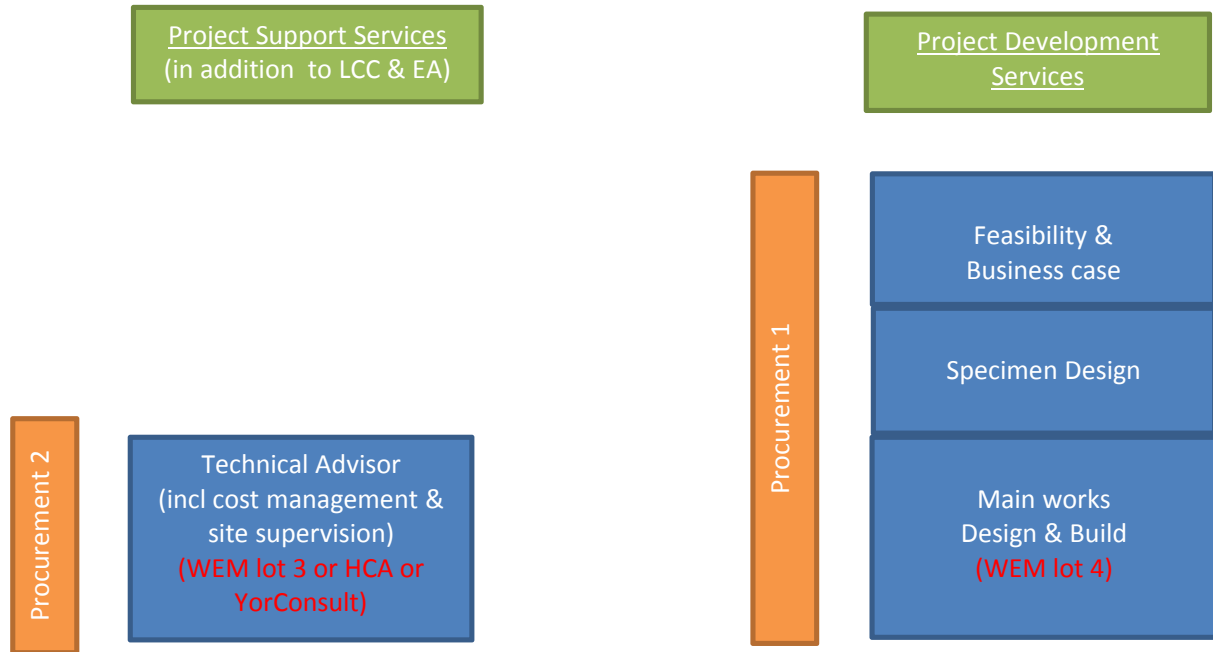 Project Support Services
(in addition to LCC & EA)
Project Development
Services
Procurement 1
Feasibility &
Business case
Specimen Design
Procurement 2
Technical Advisor
(incl cost management &
site supervision)
(WEM lot 3 or HCA or
YorConsult)
Main works
Design & Build
(WEM lot 4)